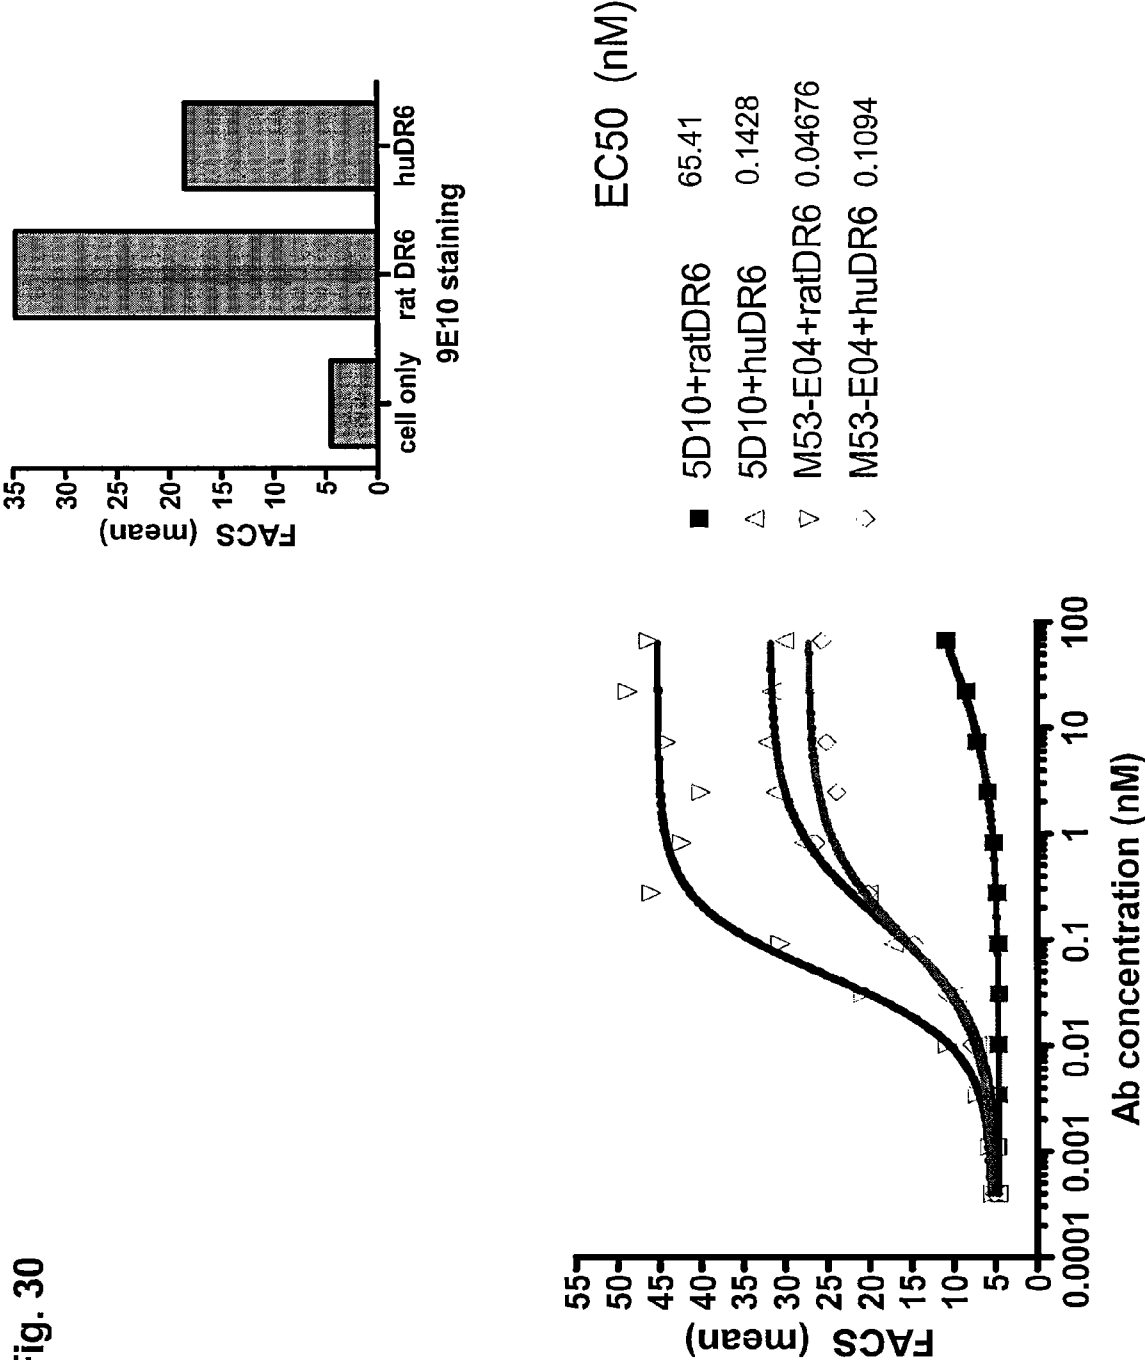 Fig. 30
FACS (mean)
35
30
25
20
15
10
5
0
cell only
rat DR6
huDR6
9E10 staining
FACS (mean)
55
50
45
40
35
30
25
20
15
10
5
0
0.0001
0.001
0.01
0.1
1
10
100
Ab concentration (nM)
EC50 (nM)
5D10+ratDR6 65.41
5D10+huDR6 0.1428
M53-E04+ratDR6 0.04676
M53-E04+huDR6 0.1094